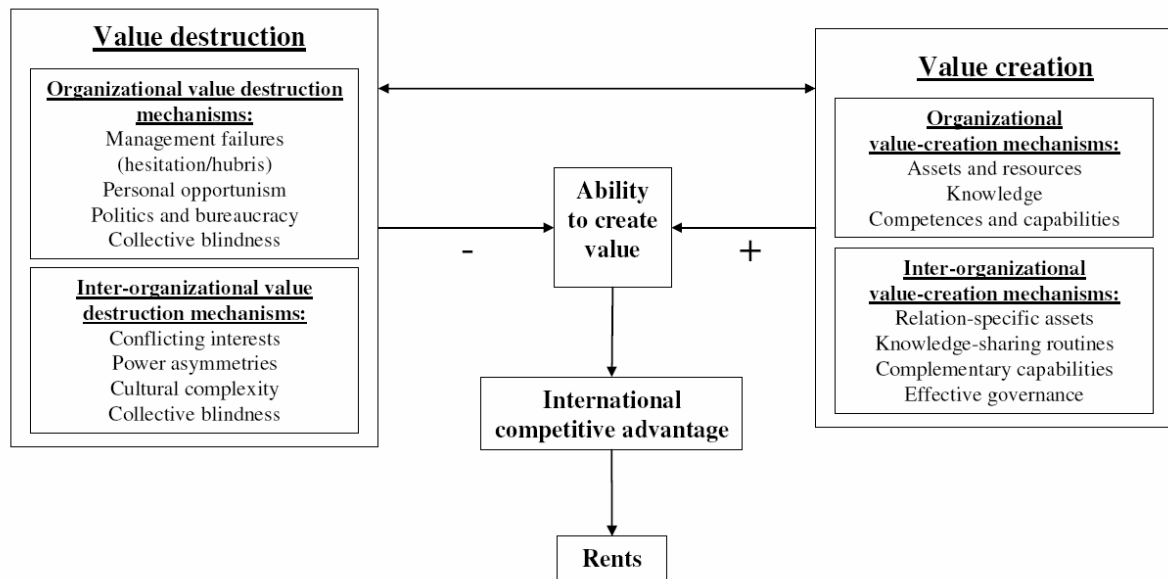 Value destruction
Organizational value destruction
mechanisms:
Management failures
(hesitation/hubris)
Personal opportunism
Politics and bureaucracy
Collective blindness
Inter-organizational value
destruction mechanisms:
Conflicting interests
Power asymmetries
Cultural complexity
Collective blindness
-
Ability
to create
value
+
International
competitive advantage
Rents
Value creation
Organizational
value-creation mechanisms:
Assets and resources
Knowledge
Competences and capabilities
Inter-organizational
value-creation mechanisms:
Relation-specific assets
Knowledge-sharing routines
Complementary capabilities
Effective governance